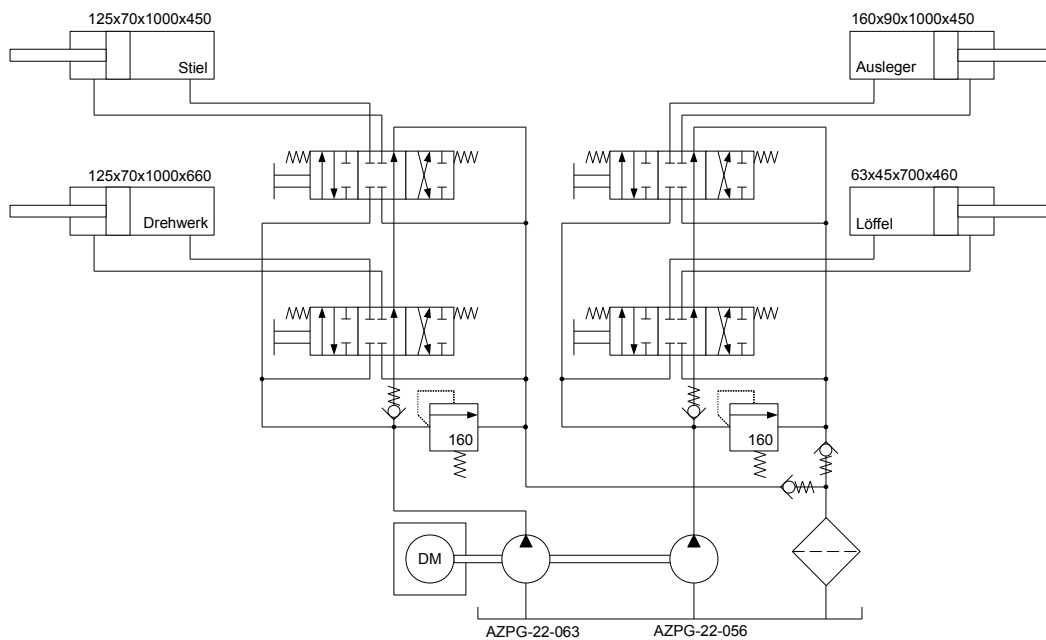 125x70x1000x450
160x90x1000x450
Stiel
Ausleger
125x70x1000x660
63x45x700x460
Drehwerk
Löffel
160
160
DM
AZPG-22-063
AZPG-22-056